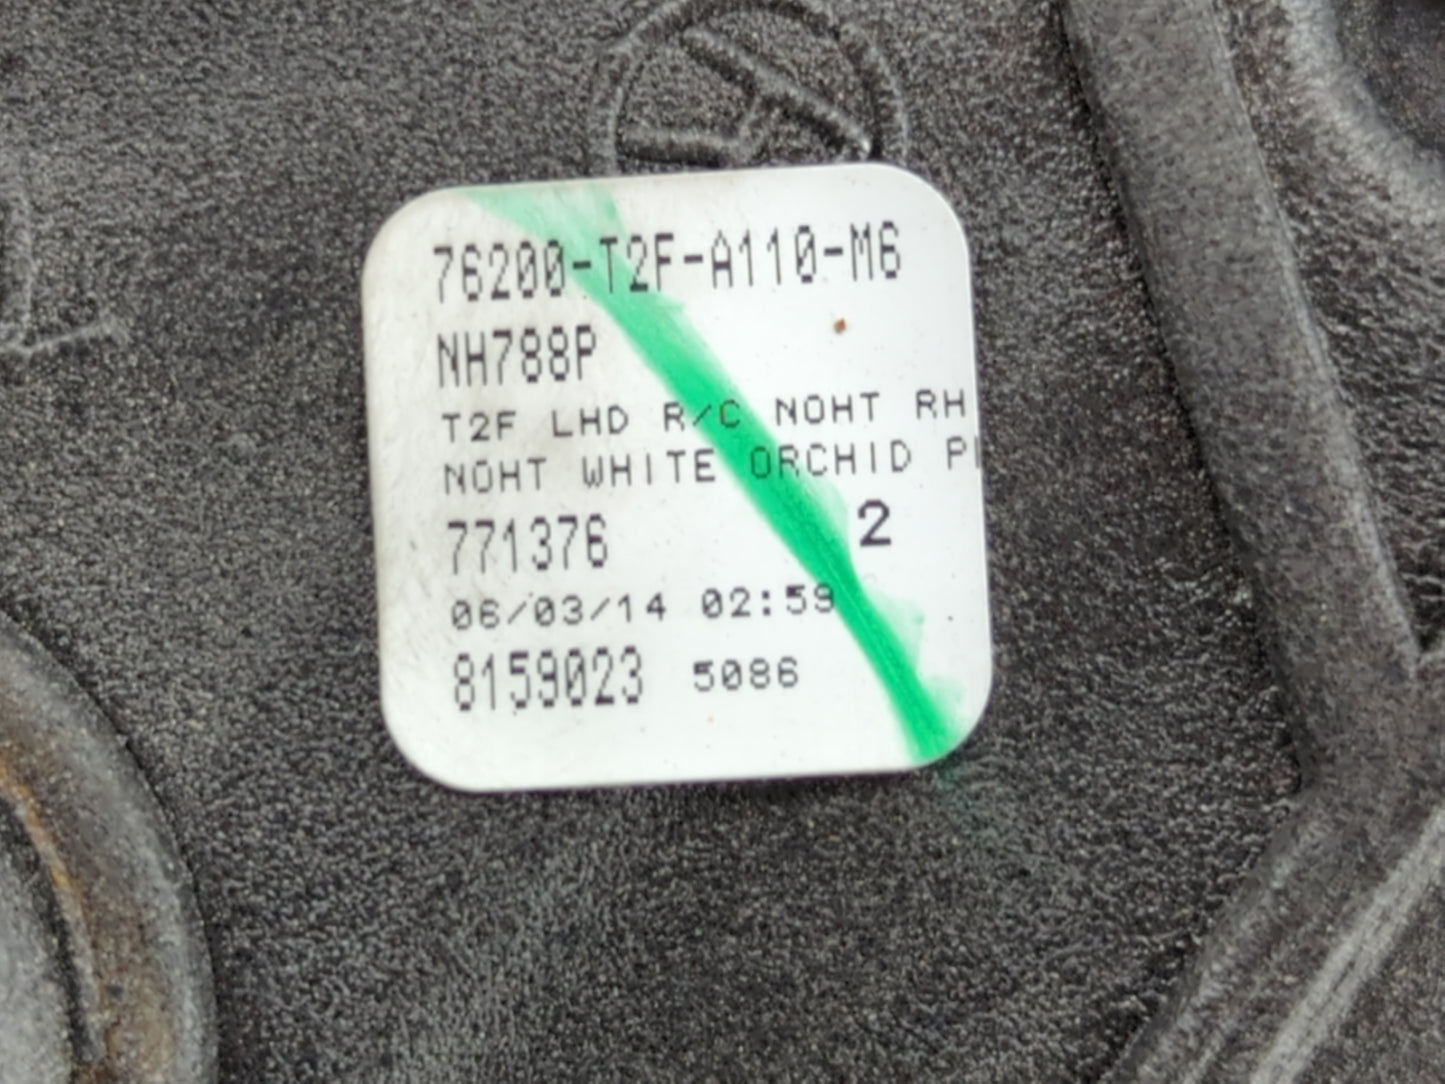 76200-T2F-A110-M6
NH788P
T2F LHD R/C NOHT RH
NOHT WHITE ORCHID
771376 2
06/03/14 02:59
8159023 5086